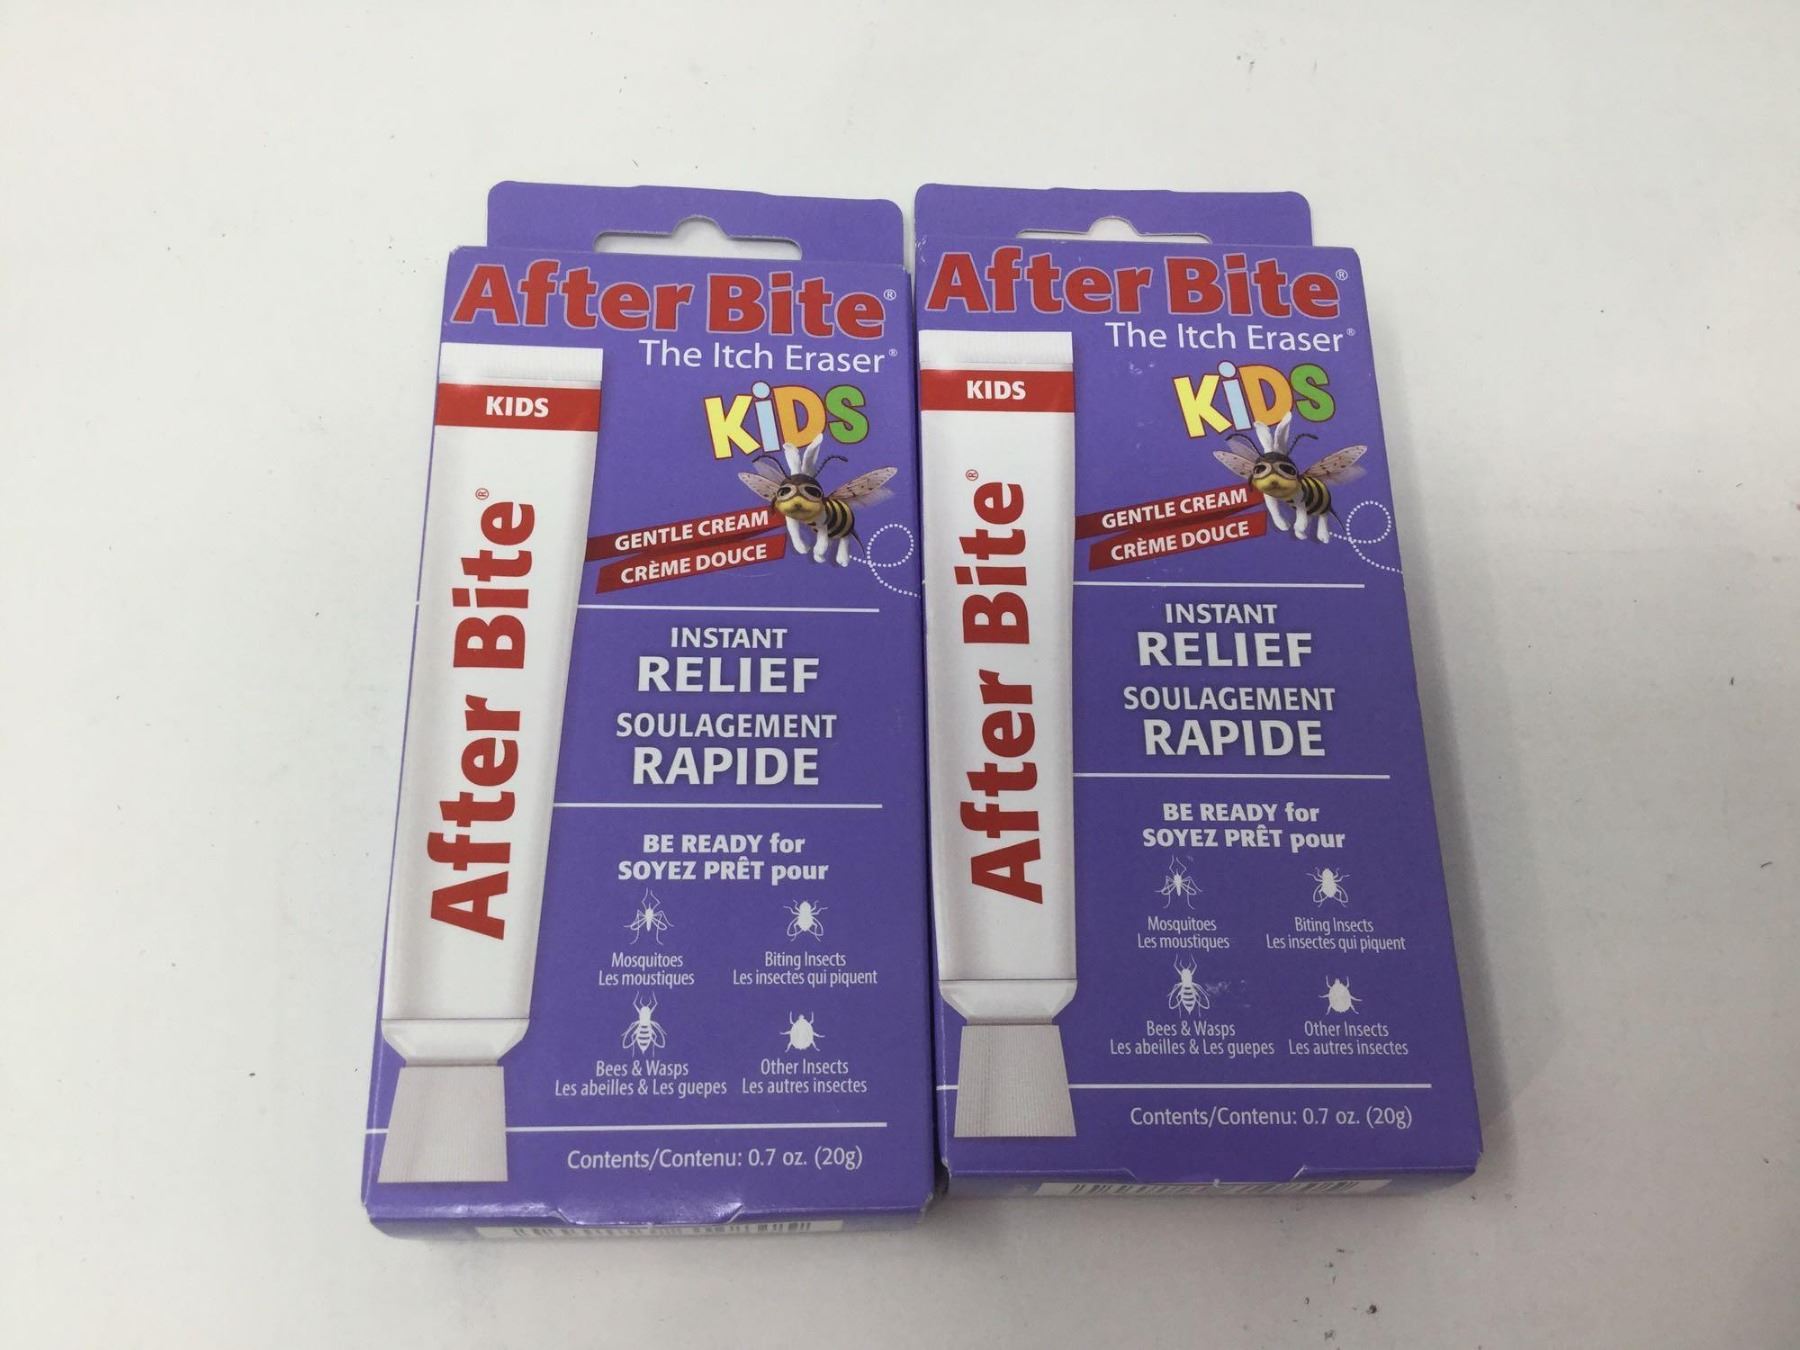 After Bite®
The Itch Eraser®
KIDS
KiDS
After Bite®
GENTLE CREAM
CRÈME DOUCE
INSTANT
RELIEF
SOULAGEMENT
RAPIDE
BE READY for
SOYEZ PRÊT pour
Mosquitoes
Les moustiques
Biting Insects
Les insectes qui piquent
Bees & Wasps
Les abeilles & Les guepes
Other Insects
Les autres insectes
Contents/Contenu: 0.7 oz. (20g)
After Bite®
The Itch Eraser®
KIDS
KiDS
After Bite®
GENTLE CREAM
CRÈME DOUCE
INSTANT
RELIEF
SOULAGEMENT
RAPIDE
BE READY for
SOYEZ PRÊT pour
Mosquitoes
Les moustiques
Biting Insects
Les insectes qui piquent
Bees & Wasps
Les abeilles & Les guepes
Other Insects
Les autres insectes
Contents/Contenu: 0.7 oz. (20g)